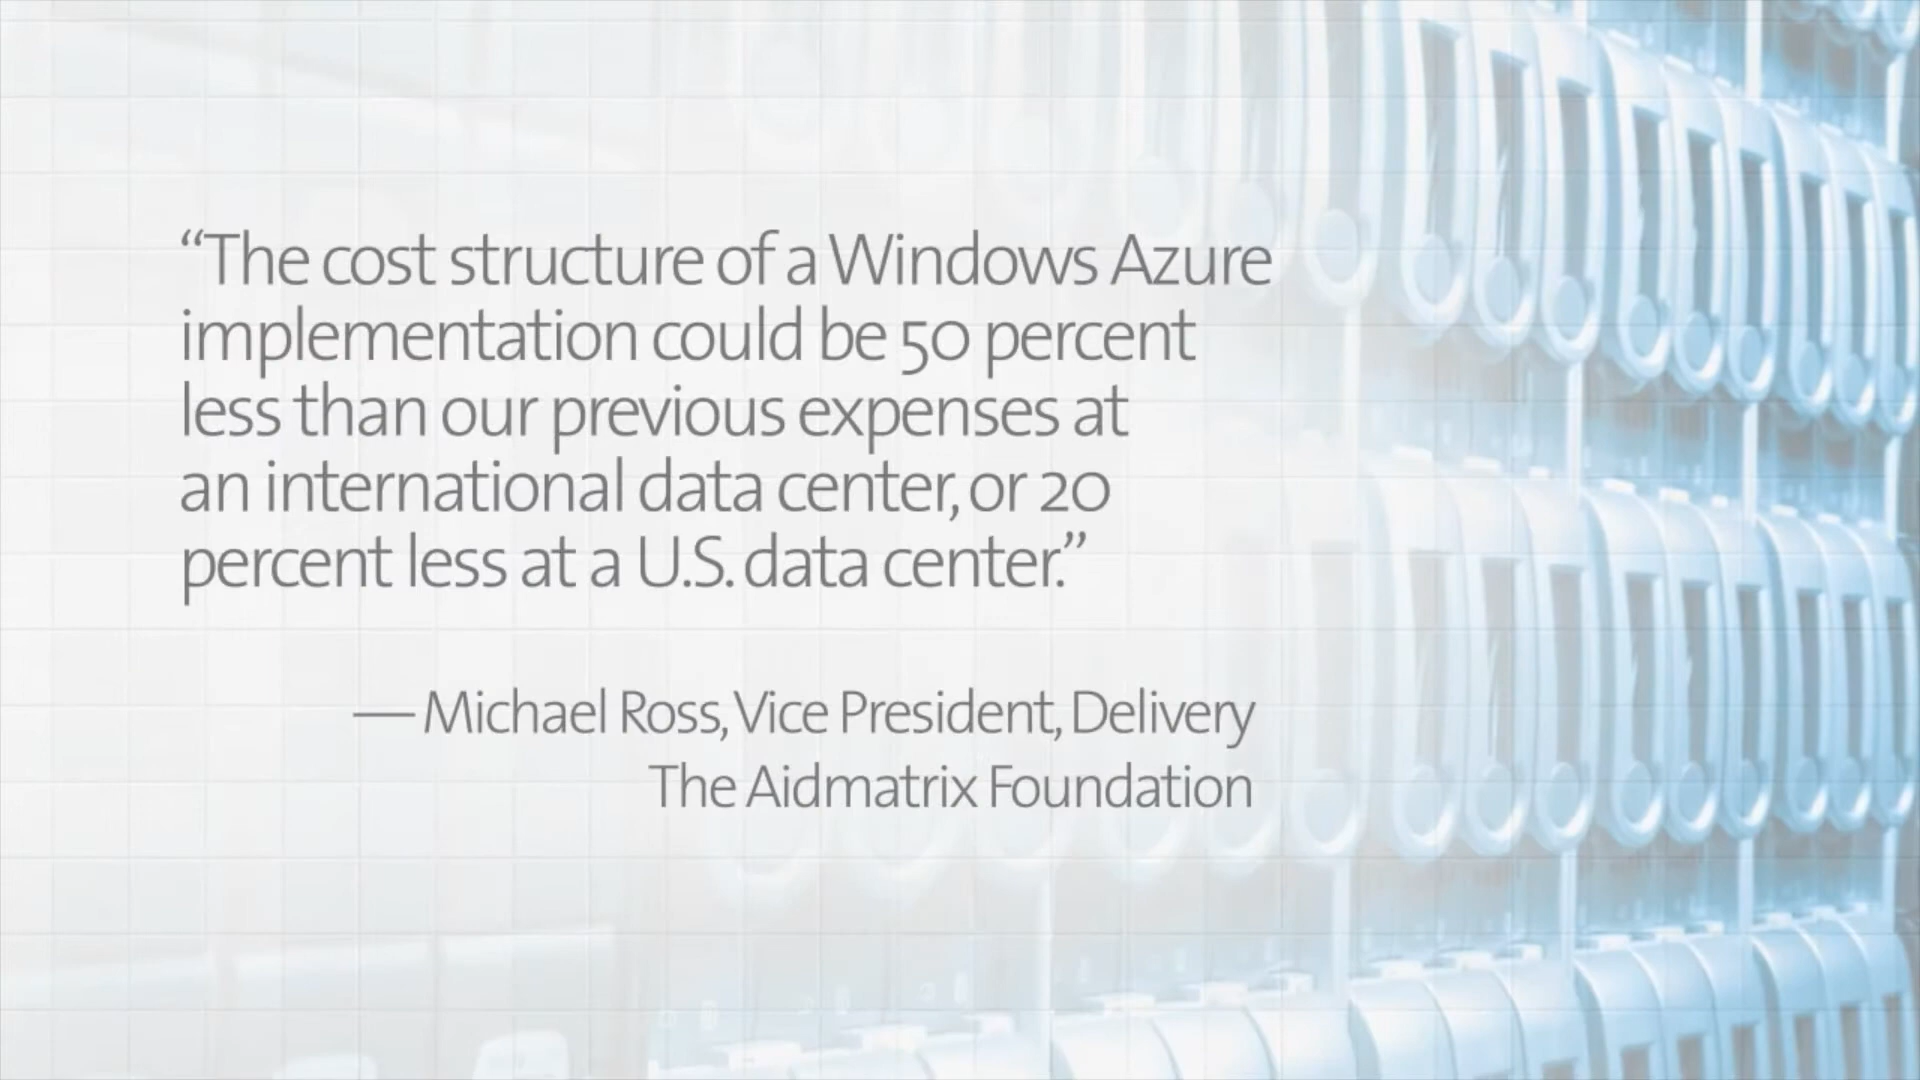 “The cost structure of a Windows Azure
implementation could be 50 percent
less than our previous expenses at
an international data center, or 20
percent less at a U.S. data center.”
— Michael Ross, Vice President, Delivery
The Aidmatrix Foundation